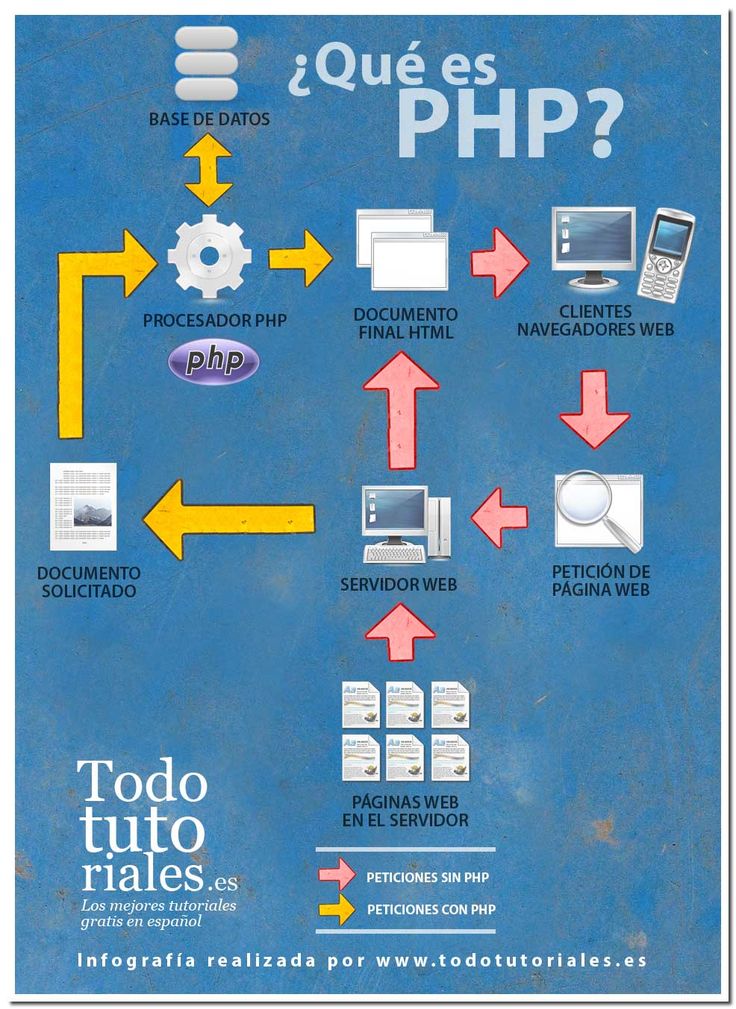 ¿Qué es
PHP?
BASE DE DATOS
PROCESADOR PHP
php
DOCUMENTO
FINAL HTML
CLIENTES
NAVEGADORES WEB
DOCUMENTO
SOLICITADO
SERVIDOR WEB
PETICIÓN DE
PÁGINA WEB
PÁGINAS WEB
EN EL SERVIDOR
PETICIONES SIN PHP
PETICIONES CON PHP
Todo
tuto
riales.es
Los mejores tutoriales
gratis en español
Infografía realizada por www.todotutoriales.es